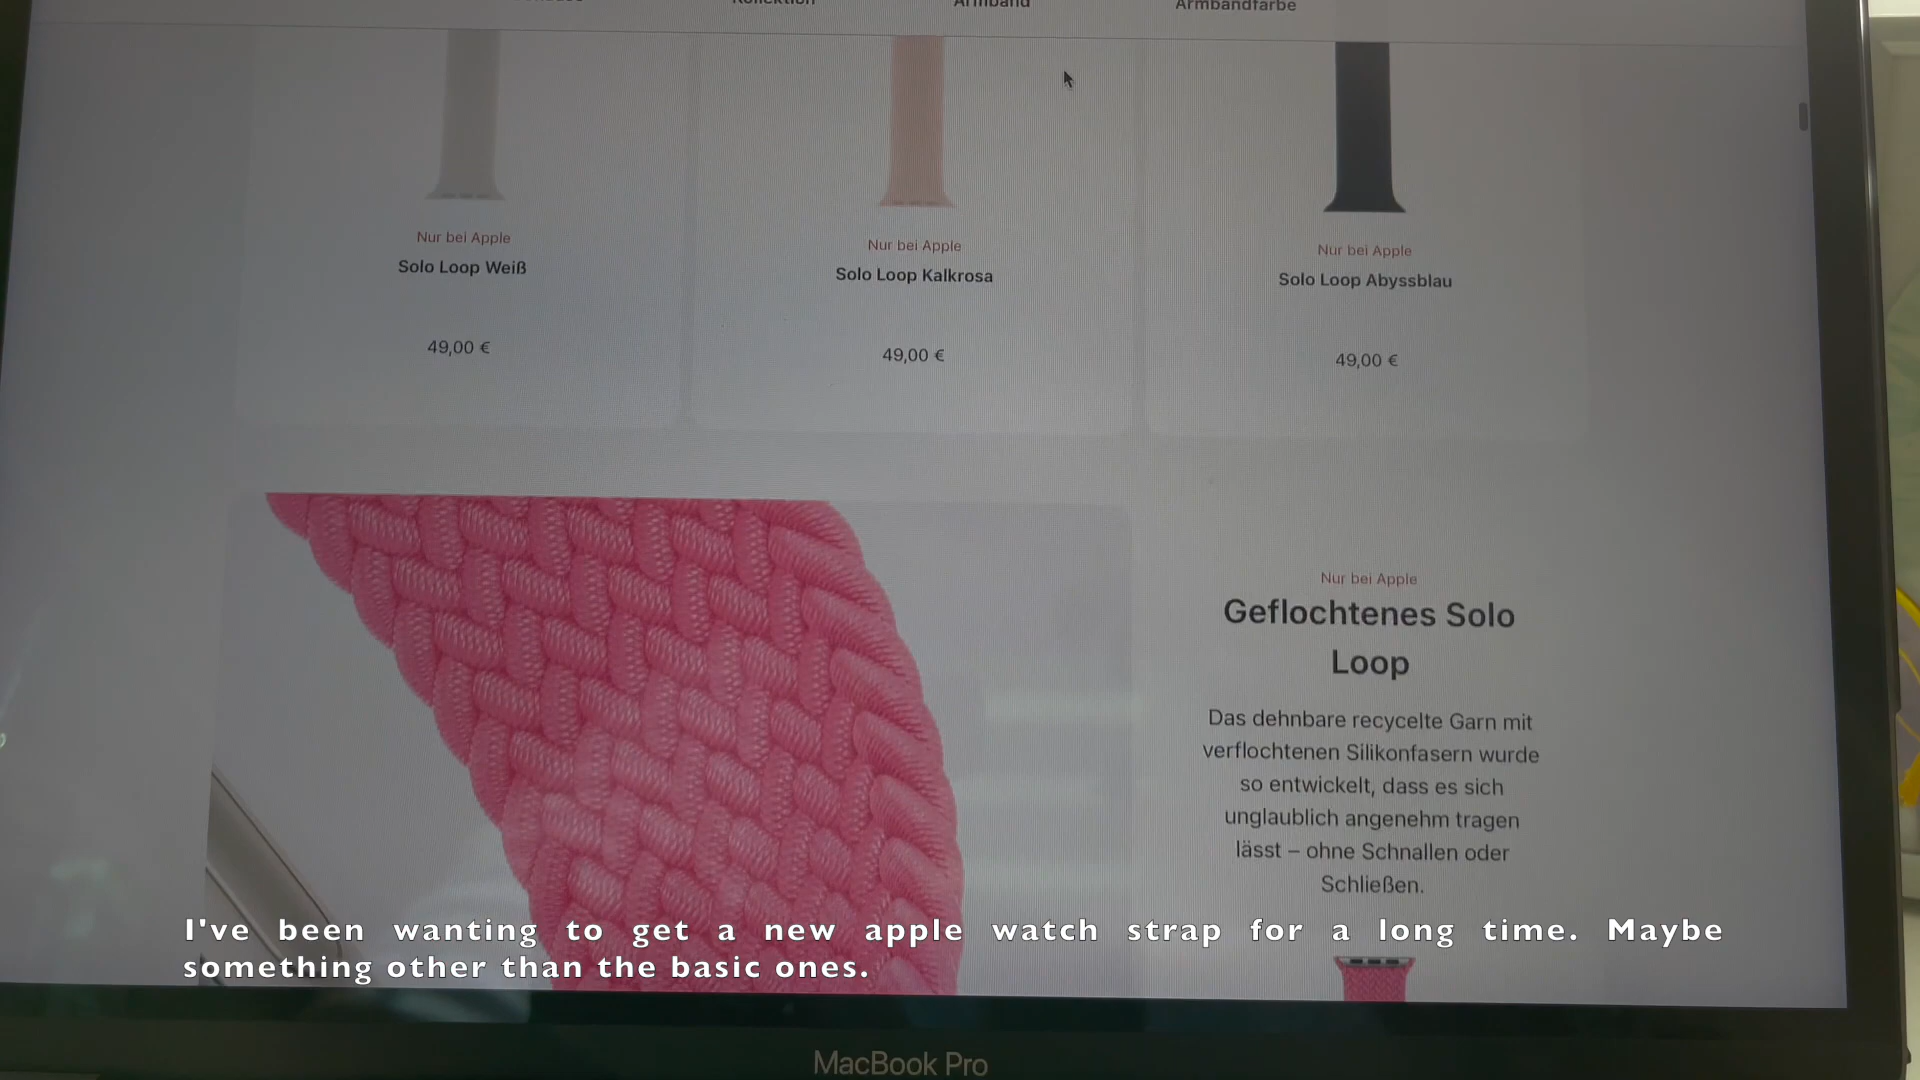 Kollektion
Armband
Armbandfarbe
Nur bei Apple
Solo Loop Weiß
49,00 €
Nur bei Apple
Solo Loop Kalkrosa
49,00 €
Nur bei Apple
Solo Loop Abyssblau
49,00 €
Nur bei Apple
Geflochtenes Solo
Loop
Das dehnbare recycelte Garn mit
verflochtenen Silikonfasern wurde
so entwickelt, dass es sich
unglaublich angenehm tragen
lässt – ohne Schnallen oder
Schließen.
I've been wanting to get a new apple watch strap for a long time. Maybe
something other than the basic ones.
MacBook Pro